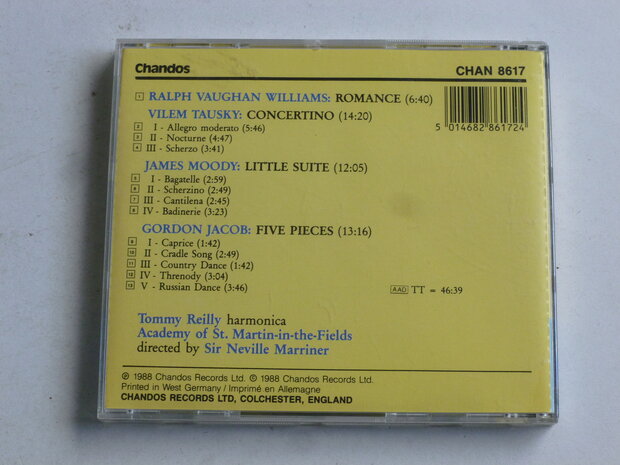 Chandos
CHAN 8617
1 RALPH VAUGHAN WILLIAMS: ROMANCE (6:40)
VILEM TAUSKY: CONCERTINO (14:20)
2 I - Allegro moderato (5:46)
3 II - Nocturne (4:47)
4 III - Scherzo (3:41)
5 014682 861724
JAMES MOODY: LITTLE SUITE (12:05)
5 I - Bagatelle (2:59)
6 II - Scherzino (2:49)
7 III - Cantilena (2:45)
8 IV - Badinerie (3:23)
GORDON JACOB: FIVE PIECES (13:16)
9 I - Caprice (1:42)
10 II - Cradle Song (2:49)
11 III - Country Dance (1:42)
12 IV - Threnody (3:04)
13 V - Russian Dance (3:46)
AAD TT = 46:39
Tommy Reilly harmonica
Academy of St. Martin-in-the-Fields
directed by Sir Neville Marriner
℗ 1988 Chandos Records Ltd. © 1988 Chandos Records Ltd.
Printed in West Germany / Imprimé en Allemagne
CHANDOS RECORDS LTD, COLCHESTER, ENGLAND